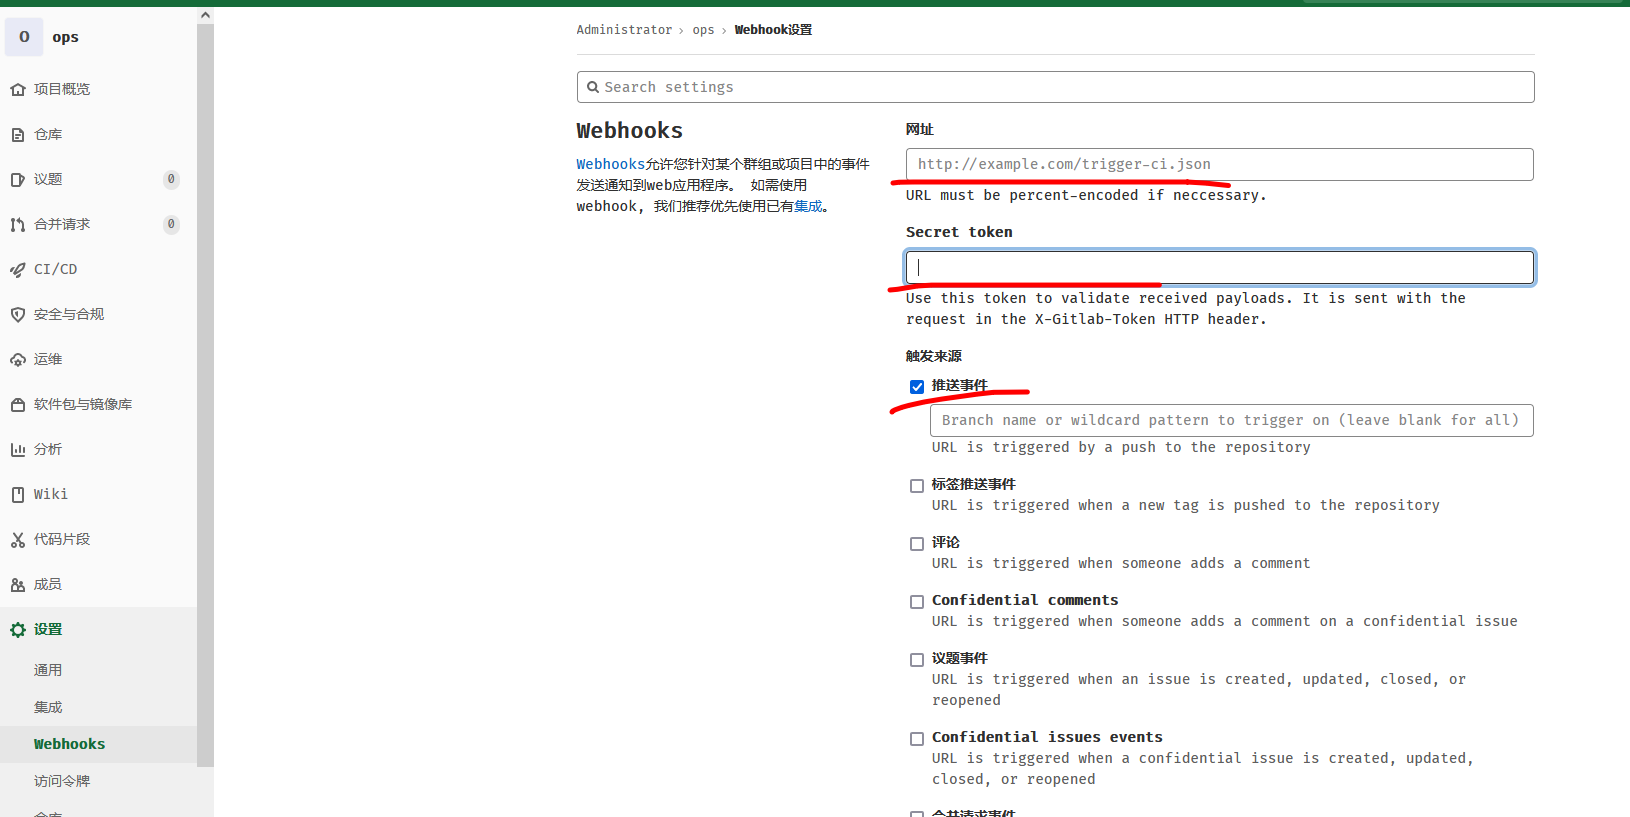 O ops
项目概览
仓库
议题 0
合并请求 0
CI/CD
安全与合规
运维
软件包与镜像库
分析
Wiki
代码片段
成员
设置
通用
集成
Webhooks
访问令牌
仓库
Administrator › ops › Webhook设置
Search settings
Webhooks
Webhooks允许您针对某个群组或项目中的事件
发送通知到web应用程序。 如需使用
webhook, 我们推荐优先使用已有集成。
网址
http://example.com/trigger-ci.json
URL must be percent-encoded if neccessary.
Secret token
Use this token to validate received payloads. It is sent with the
request in the X-Gitlab-Token HTTP header.
触发来源
推送事件
Branch name or wildcard pattern to trigger on (leave blank for all)
URL is triggered by a push to the repository
标签推送事件
URL is triggered when a new tag is pushed to the repository
评论
URL is triggered when someone adds a comment
Confidential comments
URL is triggered when someone adds a comment on a confidential issue
议题事件
URL is triggered when an issue is created, updated, closed, or
reopened
Confidential issues events
URL is triggered when a confidential issue is created, updated,
closed, or reopened
合并请求事件